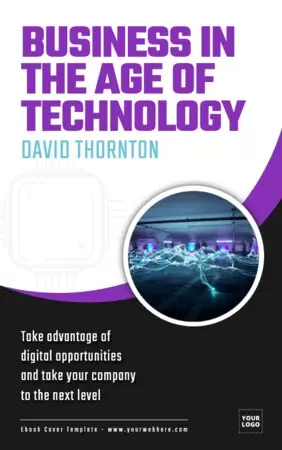 BUSINESS IN
THE AGE OF
TECHNOLOGY
DAVID THORNTON
Take advantage of
digital opportunities
and take your company
to the next level
Ebook Cover Template - www.yourwebhere.com
YOUR
LOGO